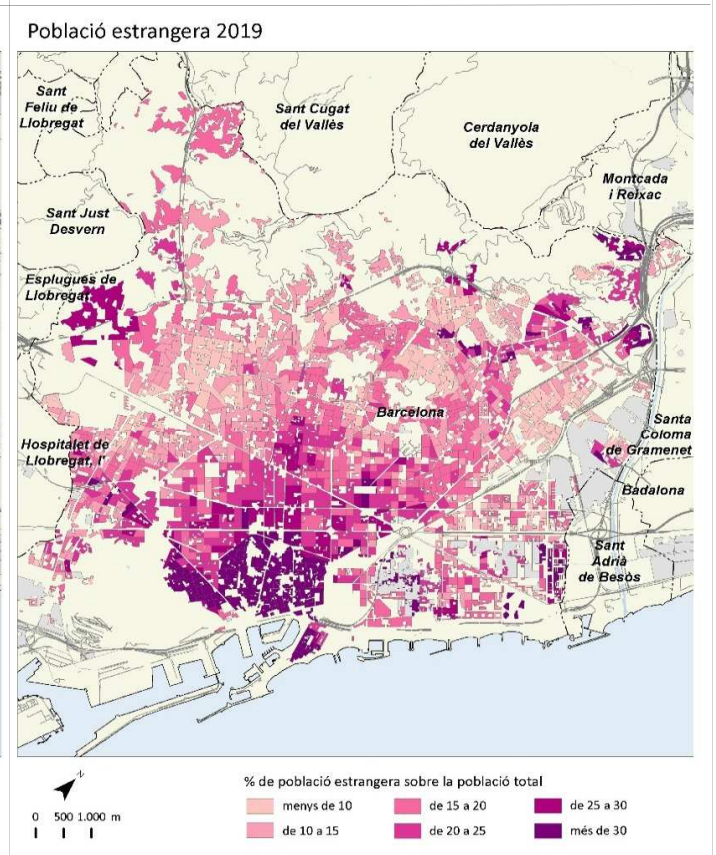 Població estrangera 2019
Sant
Feliu de
Llobregat
Sant Cugat
del Vallès
Cerdanyola
del Vallès
Montcada
i Reixac
Sant Just
Desvern
Esplugues de
Llobregat
Barcelona
Hospitalet de
Llobregat, l'
Santa
Coloma
de Gramenet
Badalona
Sant
Adrià
de Besòs
N
0 500 1.000 m
% de població estrangera sobre la població total
menys de 10
de 15 a 20
de 25 a 30
de 10 a 15
de 20 a 25
més de 30